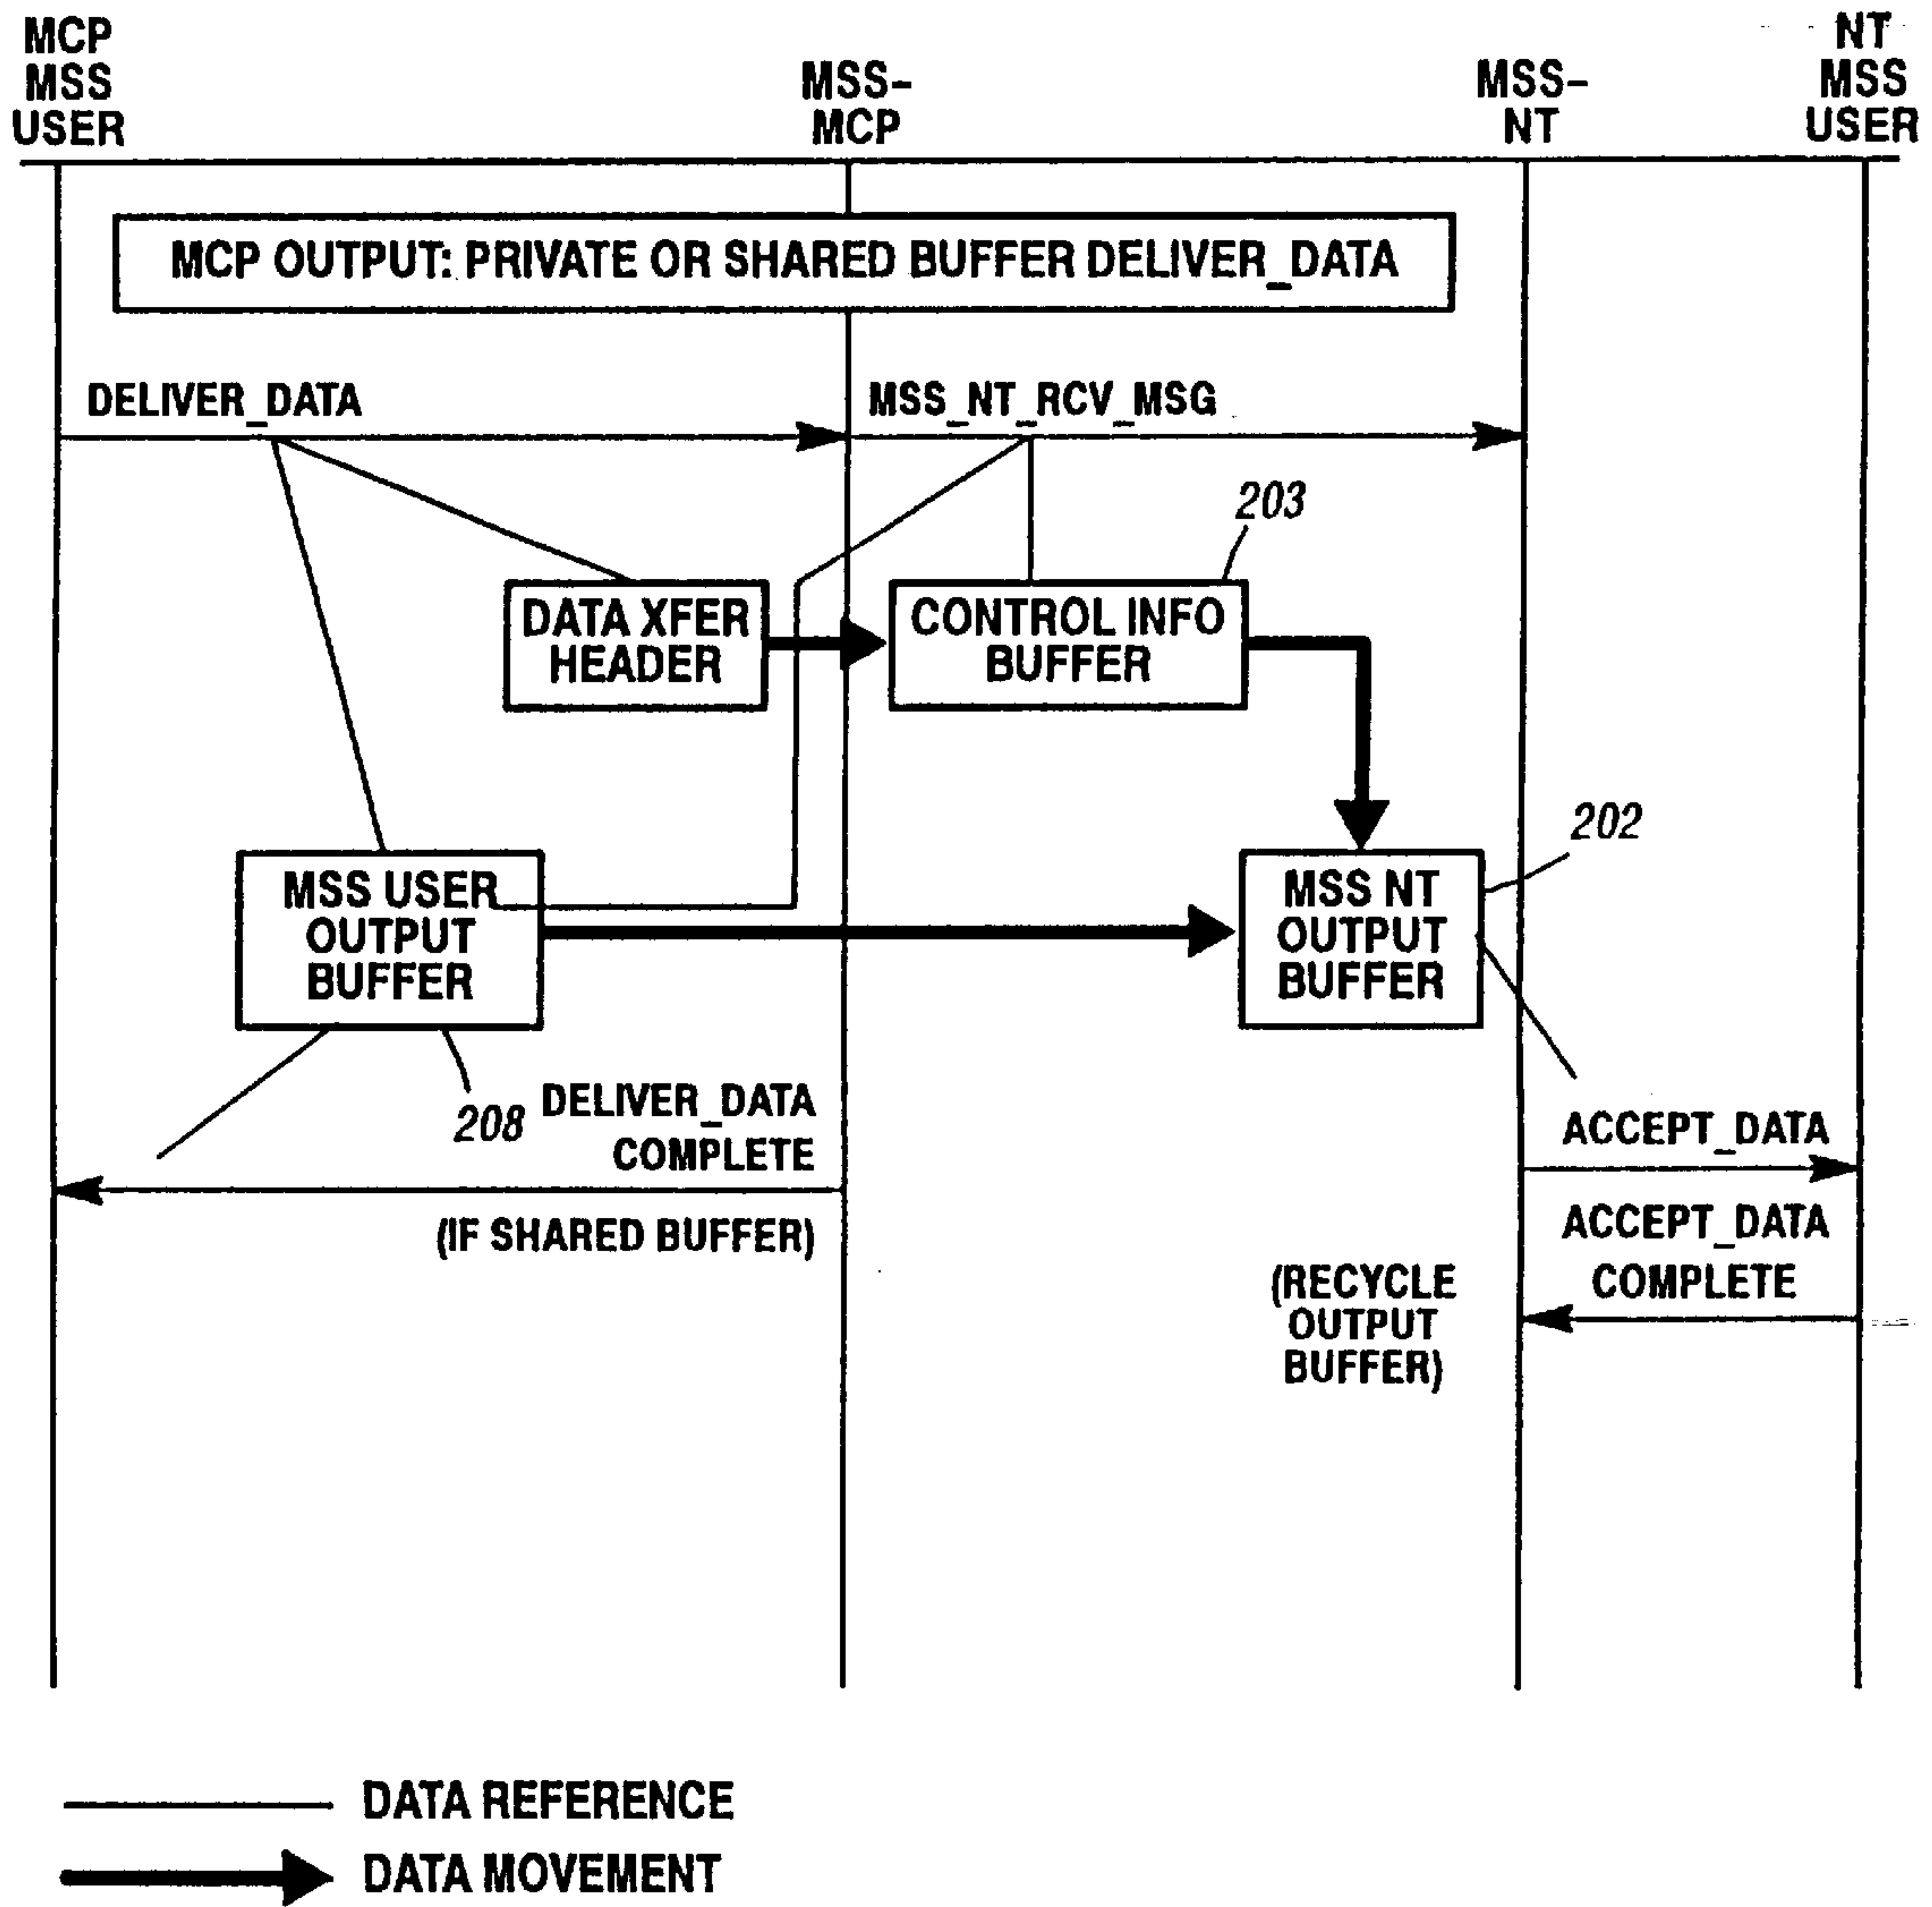 MCP
MSS
USER
MSS-
MCP
MSS-
NT
NT
MSS
USER
MCP OUTPUT: PRIVATE OR SHARED BUFFER DELIVER_DATA
DELIVER_DATA
MSS_NT_RCV_MSG
203
DATA XFER
HEADER
CONTROL INFO
BUFFER
202
MSS USER
OUTPUT
BUFFER
MSS NT
OUTPUT
BUFFER
208
DELIVER_DATA
COMPLETE
(IF SHARED BUFFER)
ACCEPT_DATA
ACCEPT_DATA
COMPLETE
(RECYCLE
OUTPUT
BUFFER)
DATA REFERENCE
DATA MOVEMENT